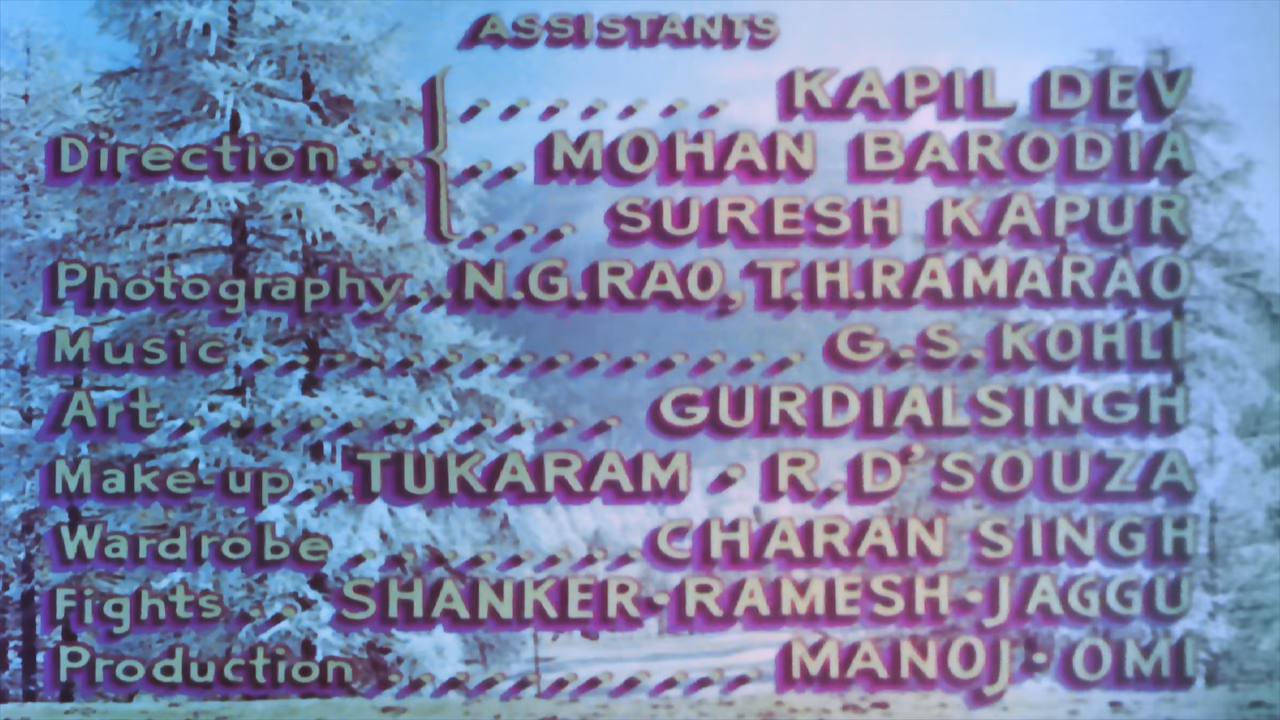 ASSISTANTS
KAPIL DEV
Direction MOHAN BARODIA
SURESH KAPUR
Photography N.G.RAO, T.H.RAMARAO
Music G.S.KOHLI
Art GURDIALSINGH
Make-up TUKARAM • R.D'SOUZA
Wardrobe CHARAN SINGH
Fights SHANKER•RAMESH•JAGGU
Production MANOJ•OMI